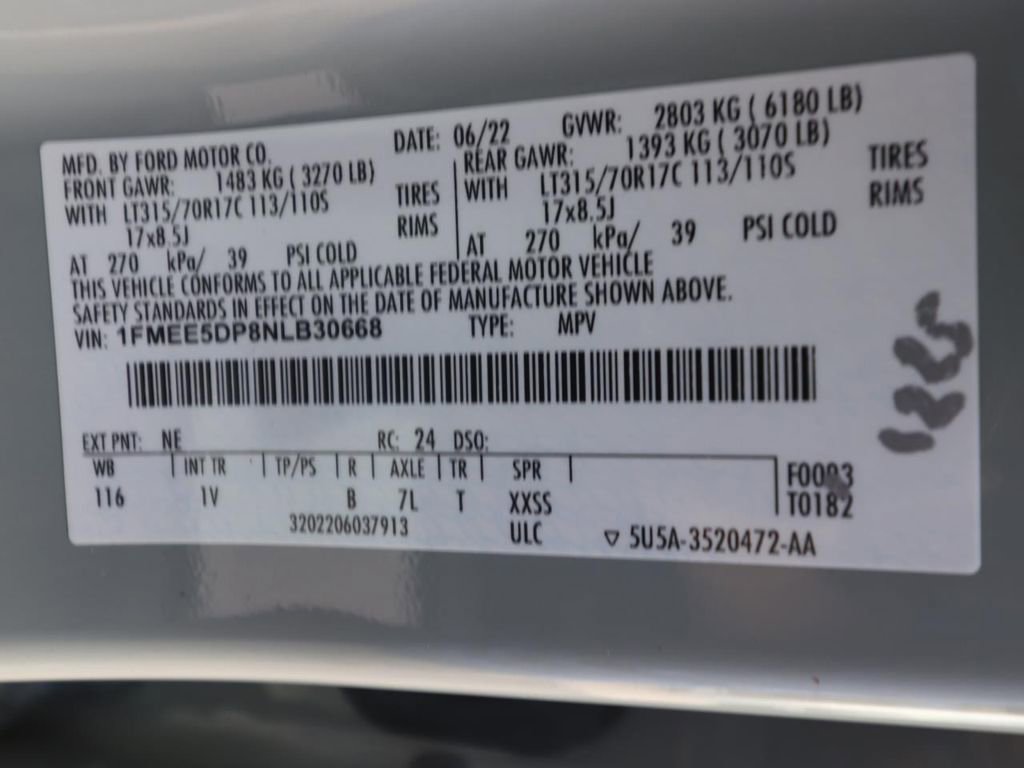 MFD. BY FORD MOTOR CO. DATE: 06/22 GVWR: 2803 KG ( 6180 LB)
FRONT GAWR: 1483 KG ( 3270 LB)
WITH LT315/70R17C 113/110S TIRES
17x8.5J RIMS
AT 270 kPa/ 39 PSI COLD
REAR GAWR: 1393 KG ( 3070 LB)
WITH LT315/70R17C 113/110S TIRES
17x8.5J RIMS
AT 270 kPa/ 39 PSI COLD
THIS VEHICLE CONFORMS TO ALL APPLICABLE FEDERAL MOTOR VEHICLE
SAFETY STANDARDS IN EFFECT ON THE DATE OF MANUFACTURE SHOWN ABOVE.
VIN: 1FMEE5DP8NLB30668 TYPE: MPV
EXT PNT: NE RC: 24 DSO:
WB INT TR TP/PS R AXLE TR SPR
116 1V B 7L T XXSS
F0093
T0182
3202206037913 ULC ▽ 5U5A-3520472-AA